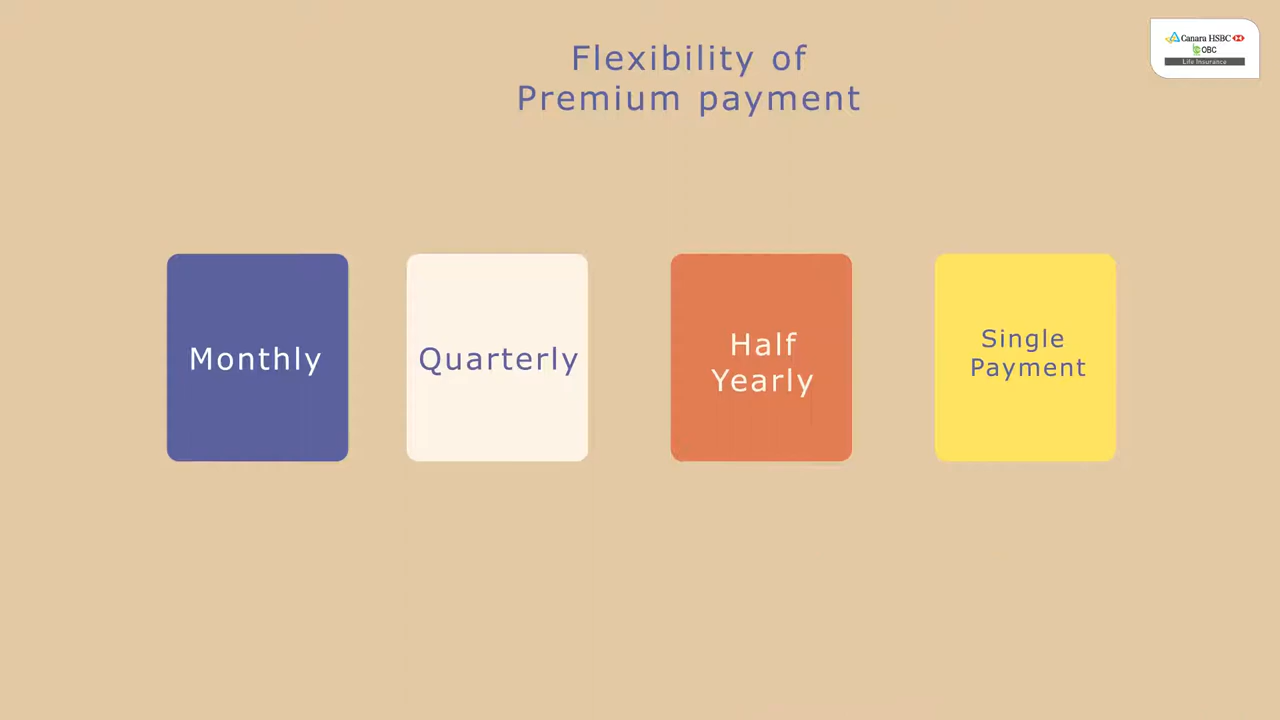 Flexibility of
Premium payment
Canara HSBC
OBC
Life Insurance
Monthly
Quarterly
Half
Yearly
Single
Payment